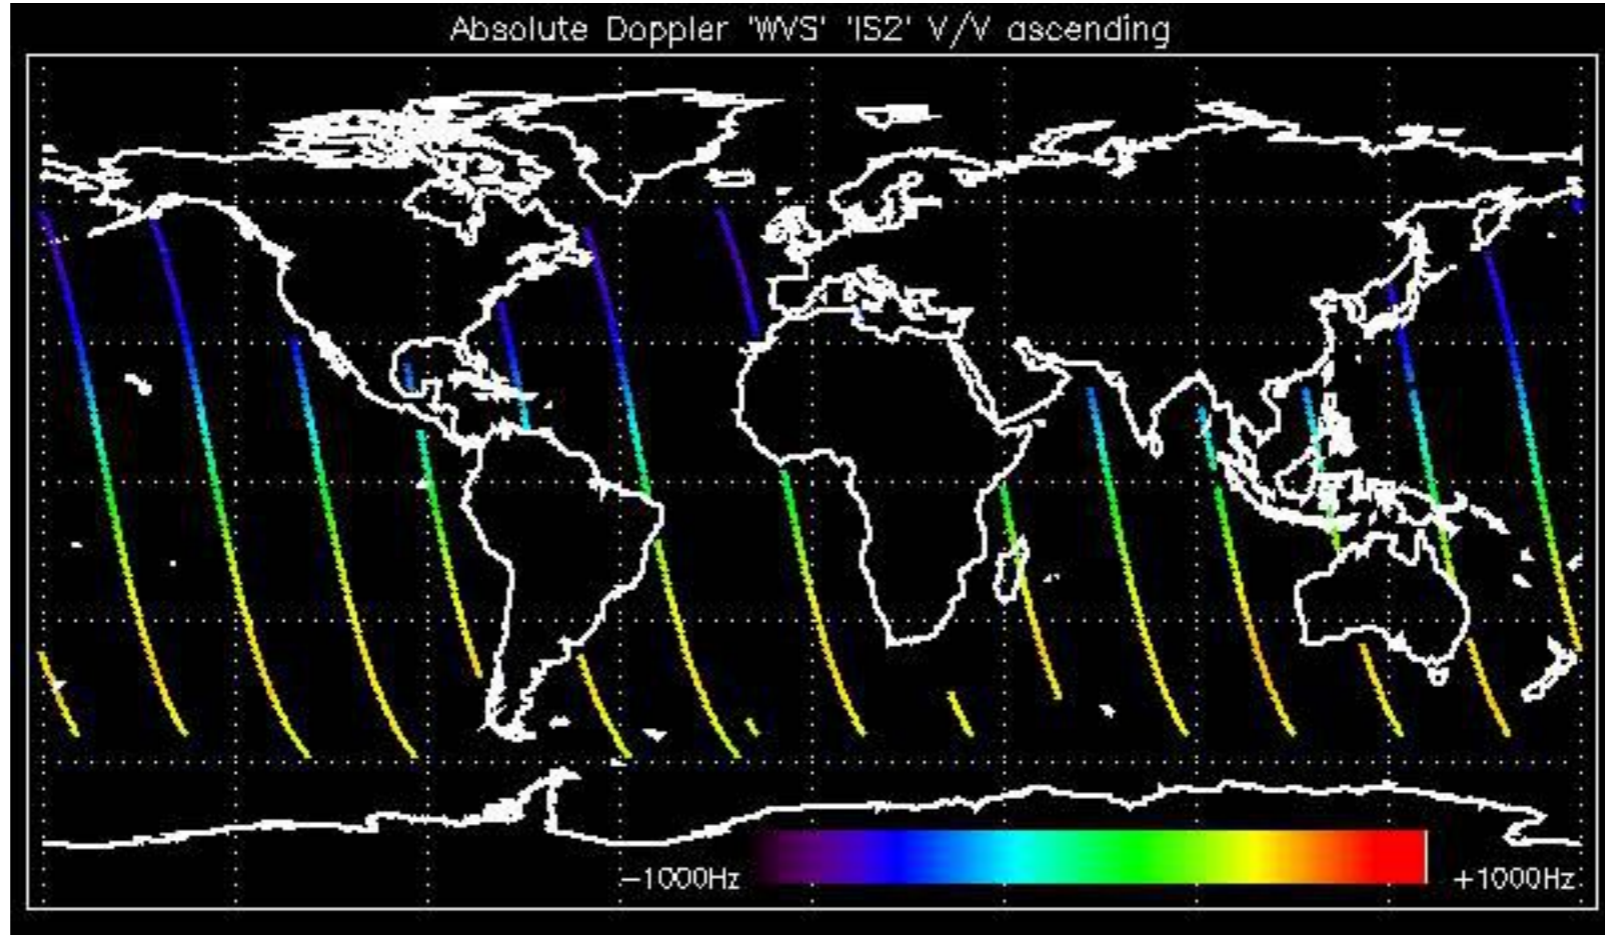 Absolute Doppler 'WVS' 'IS2' V/V ascending
−1000Hz +1000Hz